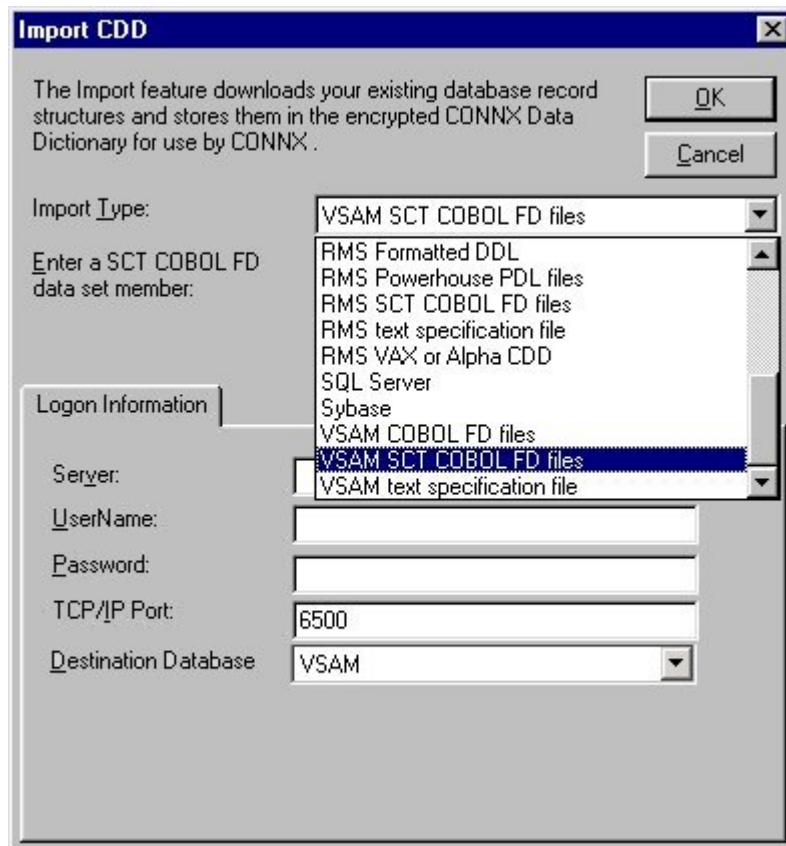 Import CDD
The Import feature downloads your existing database record
structures and stores them in the encrypted CONNX Data
Dictionary for use by CONNX .
OK
Cancel
Import Type:
VSAM SCT COBOL FD files
Enter a SCT COBOL FD
data set member:
RMS Formatted DDL
RMS Powerhouse PDL files
RMS SCT COBOL FD files
RMS text specification file
RMS VAX or Alpha CDD
SQL Server
Sybase
VSAM COBOL FD files
VSAM SCT COBOL FD files
VSAM text specification file
Logon Information
Server:
UserName:
Password:
TCP/IP Port:
6500
Destination Database
VSAM